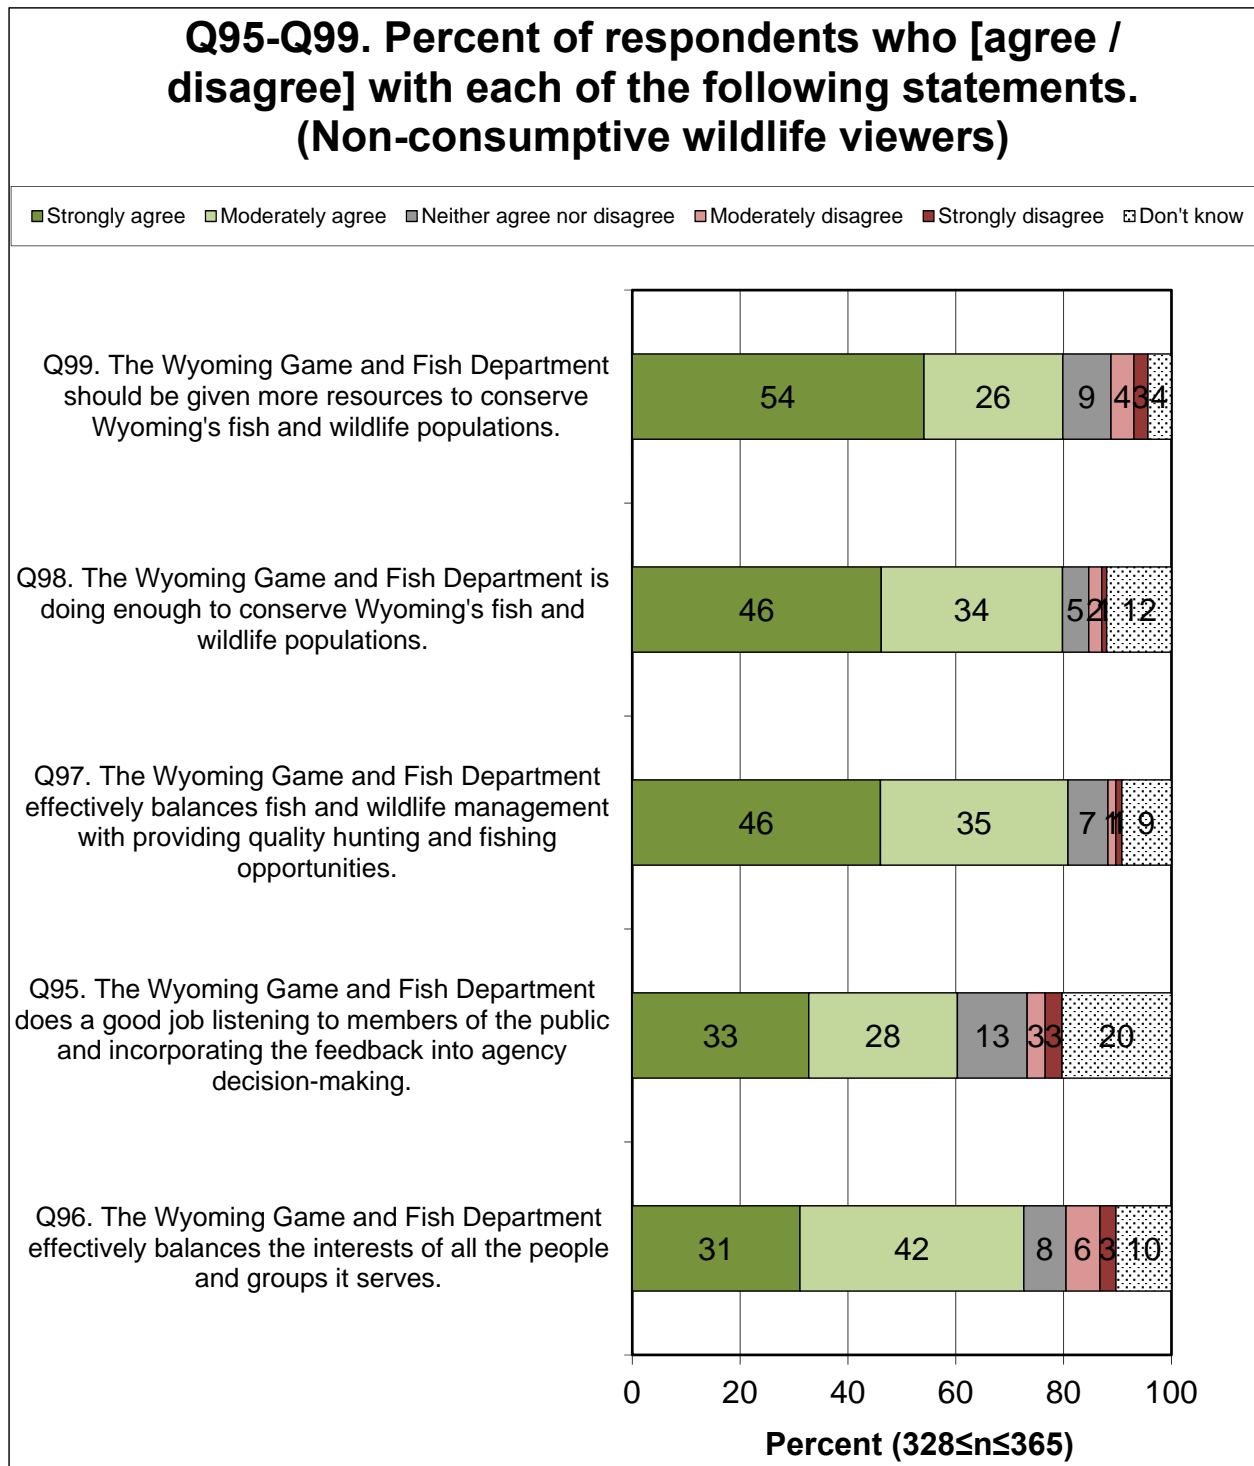 Q95-Q99. Percent of respondents who [agree /
disagree] with each of the following statements.
(Non-consumptive wildlife viewers)
Strongly agree Moderately agree Neither agree nor disagree Moderately disagree Strongly disagree Don't know
Q99. The Wyoming Game and Fish Department
should be given more resources to conserve
Wyoming's fish and wildlife populations.
54 26 9 4 3 4
Q98. The Wyoming Game and Fish Department is
doing enough to conserve Wyoming's fish and
wildlife populations.
46 34 5 2 1 12
Q97. The Wyoming Game and Fish Department
effectively balances fish and wildlife management
with providing quality hunting and fishing
opportunities.
46 35 7 1 1 9
Q95. The Wyoming Game and Fish Department
does a good job listening to members of the public
and incorporating the feedback into agency
decision-making.
33 28 13 3 3 20
Q96. The Wyoming Game and Fish Department
effectively balances the interests of all the people
and groups it serves.
31 42 8 6 3 10
0 20 40 60 80 100
Percent (328≤n≤365)